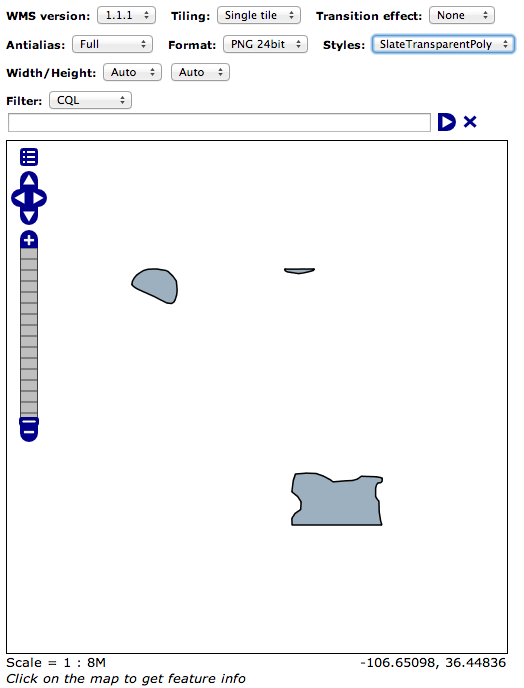 WMS version: 1.1.1 Tiling: Single tile Transition effect: None
Antialias: Full Format: PNG 24bit Styles: SlateTransparentPoly
Width/Height: Auto Auto
Filter: CQL
Scale = 1 : 8M -106.65098, 36.44836
Click on the map to get feature info